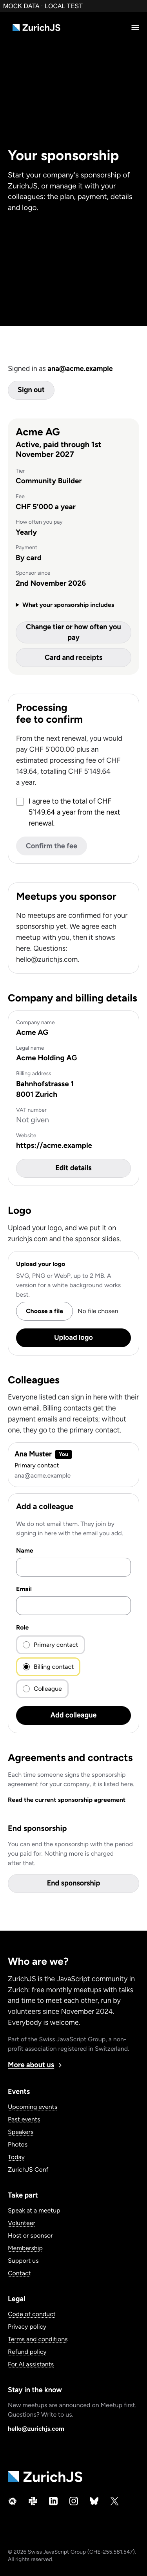 MOCK DATA · LOCAL TEST
ZurichJS
Your sponsorship
Start your company's sponsorship of
ZurichJS, or manage it with your
colleagues: the plan, payment, details
and logo.
Signed in as ana@acme.example
Sign out
Acme AG
Active, paid through 1st
November 2027
Tier
Community Builder
Fee
CHF 5'000 a year
How often you pay
Yearly
Payment
By card
Sponsor since
2nd November 2026
What your sponsorship includes
Change tier or how often you
pay
Card and receipts
Processing
fee to confirm
From the next renewal, you would
pay CHF 5'000.00 plus an
estimated processing fee of CHF
149.64, totalling CHF 5'149.64
a year.
I agree to the total of CHF
5'149.64 a year from the next
renewal.
Confirm the fee
Meetups you sponsor
No meetups are confirmed for your
sponsorship yet. We agree each
meetup with you, then it shows
here. Questions:
hello@zurichjs.com.
Company and billing details
Company name
Acme AG
Legal name
Acme Holding AG
Billing address
Bahnhofstrasse 1
8001 Zurich
VAT number
Not given
Website
https://acme.example
Edit details
Logo
Upload your logo, and we put it on
zurichjs.com and the sponsor slides.
Upload your logo
SVG, PNG or WebP, up to 2 MB. A
version for a white background works
best.
Choose a file
No file chosen
Upload logo
Colleagues
Everyone listed can sign in here with their
own email. Billing contacts get the
payment emails and receipts; without
one, they go to the primary contact.
Ana Muster You
Primary contact
ana@acme.example
Add a colleague
We do not email them. They join by
signing in here with the email you add.
Name
Email
Role
Primary contact
Billing contact
Colleague
Add colleague
Agreements and contracts
Each time someone signs the sponsorship
agreement for your company, it is listed here.
Read the current sponsorship agreement
End sponsorship
You can end the sponsorship with the period
you paid for. Nothing more is charged
after that.
End sponsorship
Who are we?
ZurichJS is the JavaScript community in
Zurich: free monthly meetups with talks
and time to meet each other, run by
volunteers since November 2024.
Everybody is welcome.
Part of the Swiss JavaScript Group, a non-
profit association registered in Switzerland.
More about us
Events
Upcoming events
Past events
Speakers
Photos
Today
ZurichJS Conf
Take part
Speak at a meetup
Volunteer
Host or sponsor
Membership
Support us
Contact
Legal
Code of conduct
Privacy policy
Terms and conditions
Refund policy
For AI assistants
Stay in the know
New meetups are announced on Meetup first.
Questions? Write to us.
hello@zurichjs.com
ZurichJS
© 2026 Swiss JavaScript Group (CHE-255.581.547).
All rights reserved.